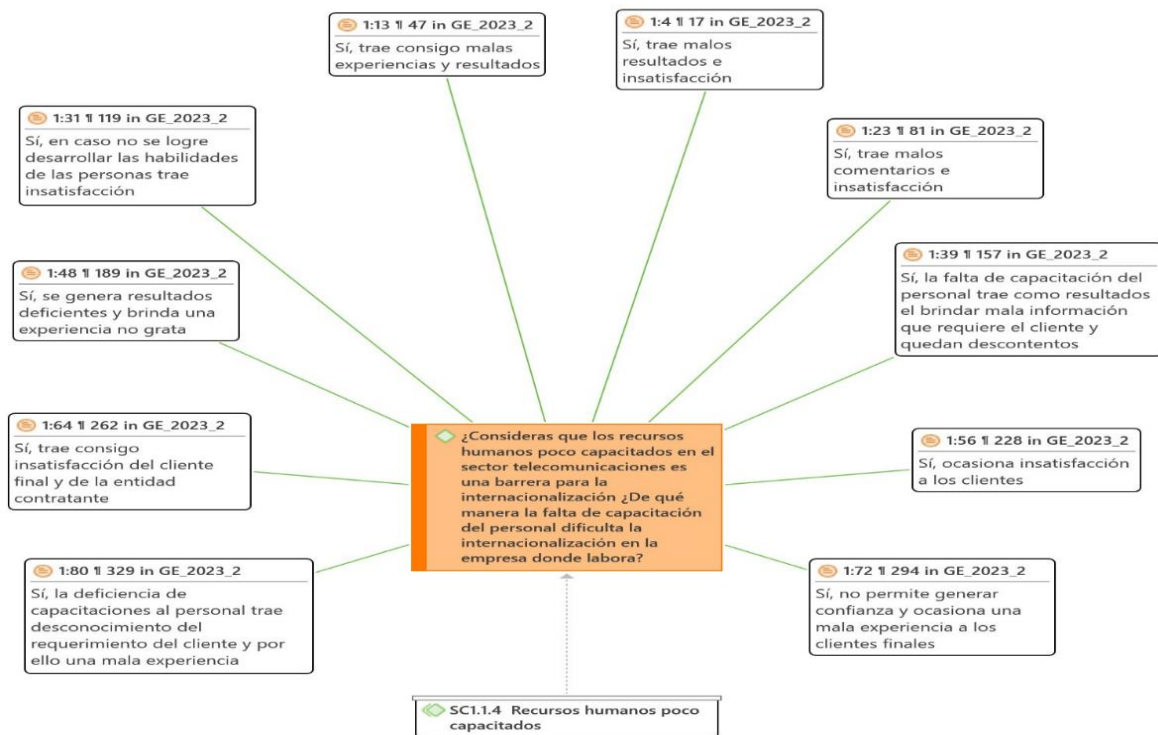 1:13 ¶ 47 in GE_2023_2
Sí, trae consigo malas
experiencias y resultados
1:4 ¶ 17 in GE_2023_2
Sí, trae malos
resultados e
insatisfacción
1:31 ¶ 119 in GE_2023_2
Sí, en caso no se logre
desarrollar las habilidades
de las personas trae
insatisfacción
1:23 ¶ 81 in GE_2023_2
Sí, trae malos
comentarios e
insatisfacción
1:48 ¶ 189 in GE_2023_2
Sí, se genera resultados
deficientes y brinda una
experiencia no grata
1:39 ¶ 157 in GE_2023_2
Sí, la falta de capacitación del
personal trae como resultados
el brindar mala información
que requiere el cliente y
quedan descontentos
1:64 ¶ 262 in GE_2023_2
Sí, trae consigo
insatisfacción del cliente
final y de la entidad
contratante
¿Consideras que los recursos
humanos poco capacitados en el
sector telecomunicaciones es
una barrera para la
internacionalización ¿De qué
manera la falta de capacitación
del personal dificulta la
internacionalización en la
empresa donde labora?
1:56 ¶ 228 in GE_2023_2
Sí, ocasiona insatisfacción
a los clientes
1:80 ¶ 329 in GE_2023_2
Sí, la deficiencia de
capacitaciones al personal trae
desconocimiento del
requerimiento del cliente y por
ello una mala experiencia
1:72 ¶ 294 in GE_2023_2
Sí, no permite generar
confianza y ocasiona una
mala experiencia a los
clientes finales
SC1.1.4 Recursos humanos poco
capacitados